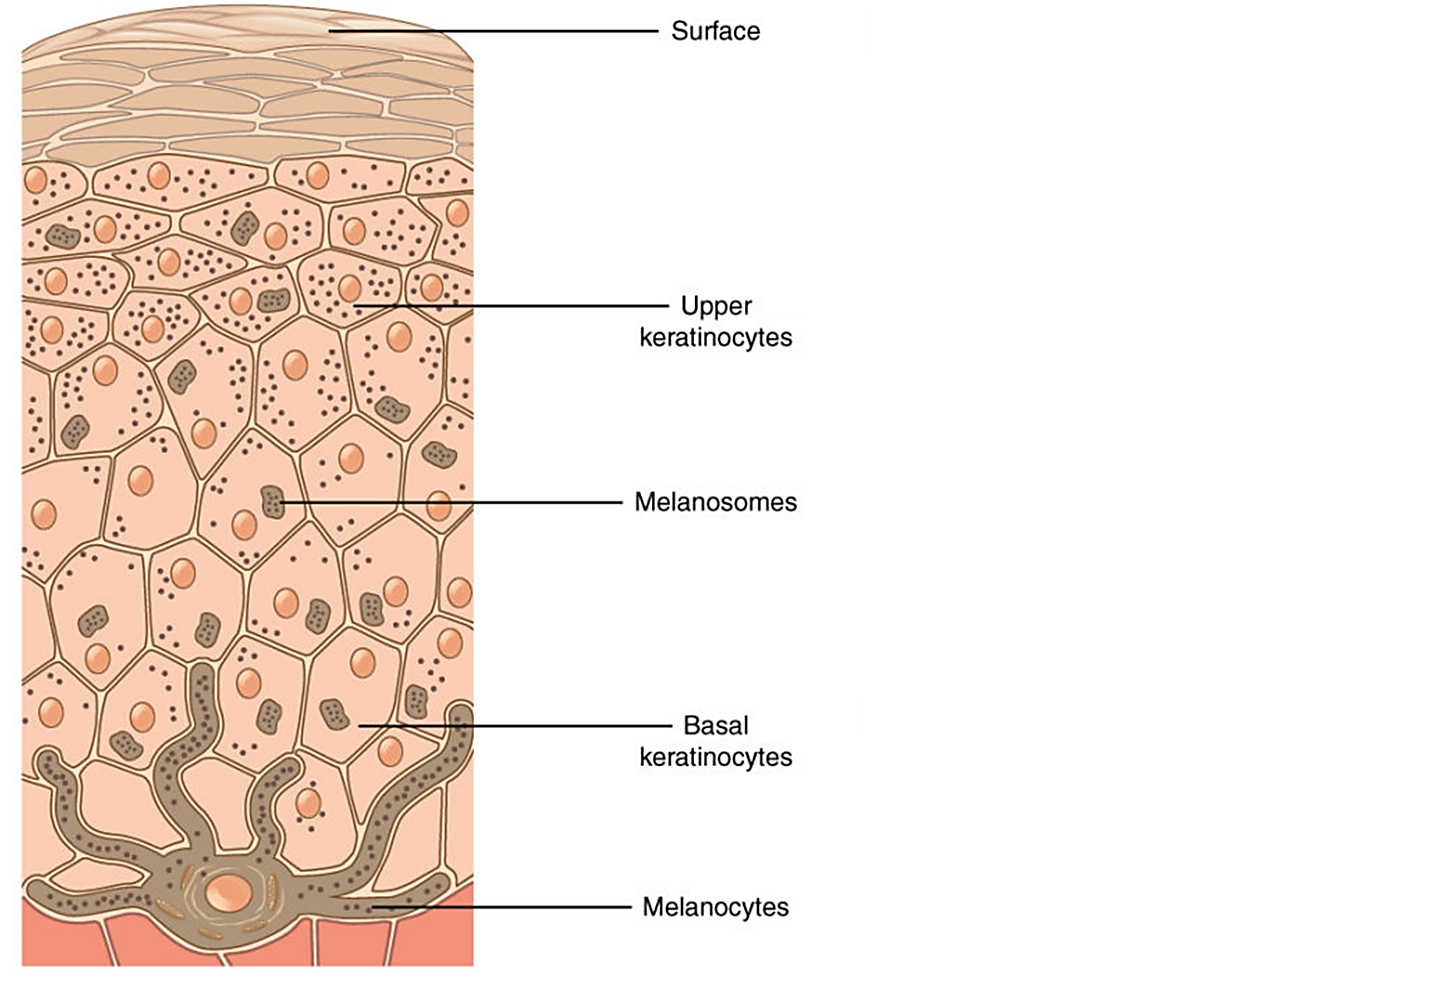 Surface
Upper
keratinocytes
Melanosomes
Basal
keratinocytes
Melanocytes